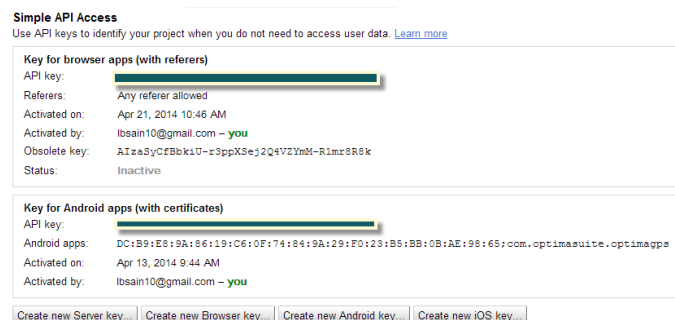 Simple API Access
Use API keys to identify your project when you do not need to access user data. Learn more
Key for browser apps (with referers)
API key:
Referers: Any referer allowed
Activated on: Apr 21, 2014 10:46 AM
Activated by: lbsain10@gmail.com – you
Obsolete key: AIzaSyCfBbkiU-r3ppXSej2Q4VZYmM-R1mr8R8k
Status: Inactive
Key for Android apps (with certificates)
API key:
Android apps: DC:B9:E8:9A:86:19:C6:0F:74:84:9A:29:F0:23:B5:BB:0B:AE:98:65;com.optimasuite.optimagps
Activated on: Apr 13, 2014 9:44 AM
Activated by: lbsain10@gmail.com – you
Create new Server key... Create new Browser key... Create new Android key... Create new iOS key...